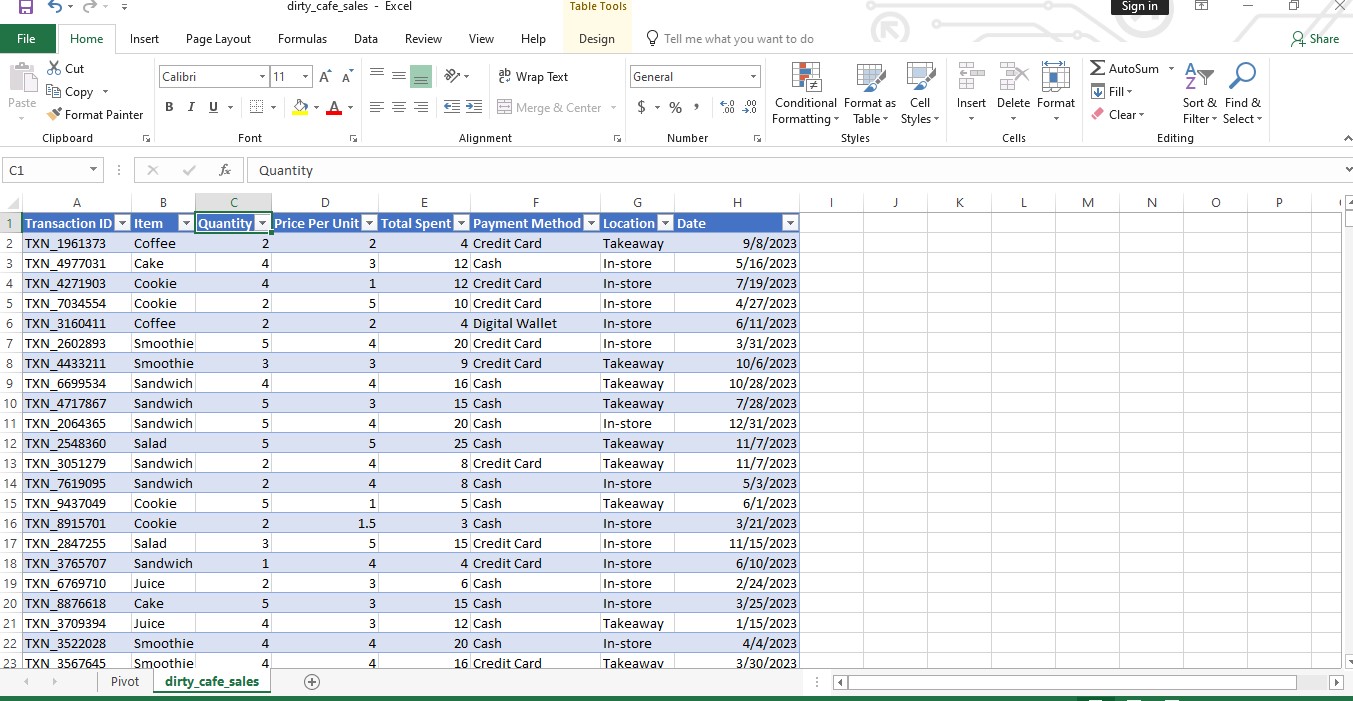 dirty_cafe_sales - Excel
Table Tools
Sign in
File Home Insert Page Layout Formulas Data Review View Help Design Tell me what you want to do Share
Paste
Cut
Copy
Format Painter
Clipboard
Calibri 11 A A
B I U A
Font
ab Wrap Text
Merge & Center
Alignment
General
$ % ,
Number
Conditional Formatting
Format as Table
Cell Styles
Styles
Insert Delete Format
Cells
AutoSum
Fill
Clear
Sort & Filter
Find & Select
Editing
C1 fx Quantity
A B C D E F G H I J K L M N O P
1 Transaction ID Item Quantity Price Per Unit Total Spent Payment Method Location Date
2 TXN_1961373 Coffee 2 2 4 Credit Card Takeaway 9/8/2023
3 TXN_4977031 Cake 4 3 12 Cash In-store 5/16/2023
4 TXN_4271903 Cookie 4 1 12 Credit Card In-store 7/19/2023
5 TXN_7034554 Cookie 2 5 10 Credit Card In-store 4/27/2023
6 TXN_3160411 Coffee 2 2 4 Digital Wallet In-store 6/11/2023
7 TXN_2602893 Smoothie 5 4 20 Credit Card In-store 3/31/2023
8 TXN_4433211 Smoothie 3 3 9 Credit Card Takeaway 10/6/2023
9 TXN_6699534 Sandwich 4 4 16 Cash Takeaway 10/28/2023
10 TXN_4717867 Sandwich 5 3 15 Cash Takeaway 7/28/2023
11 TXN_2064365 Sandwich 5 4 20 Cash In-store 12/31/2023
12 TXN_2548360 Salad 5 5 25 Cash Takeaway 11/7/2023
13 TXN_3051279 Sandwich 2 4 8 Credit Card Takeaway 11/7/2023
14 TXN_7619095 Sandwich 2 4 8 Cash In-store 5/3/2023
15 TXN_9437049 Cookie 5 1 5 Cash Takeaway 6/1/2023
16 TXN_8915701 Cookie 2 1.5 3 Cash In-store 3/21/2023
17 TXN_2847255 Salad 3 5 15 Credit Card In-store 11/15/2023
18 TXN_3765707 Sandwich 1 4 4 Credit Card In-store 6/10/2023
19 TXN_6769710 Juice 2 3 6 Cash In-store 2/24/2023
20 TXN_8876618 Cake 5 3 15 Cash In-store 3/25/2023
21 TXN_3709394 Juice 4 3 12 Cash Takeaway 1/15/2023
22 TXN_3522028 Smoothie 4 4 20 Cash In-store 4/4/2023
23 TXN_3567645 Smoothie 4 4 16 Credit Card Takeaway 3/30/2023
Pivot dirty_cafe_sales